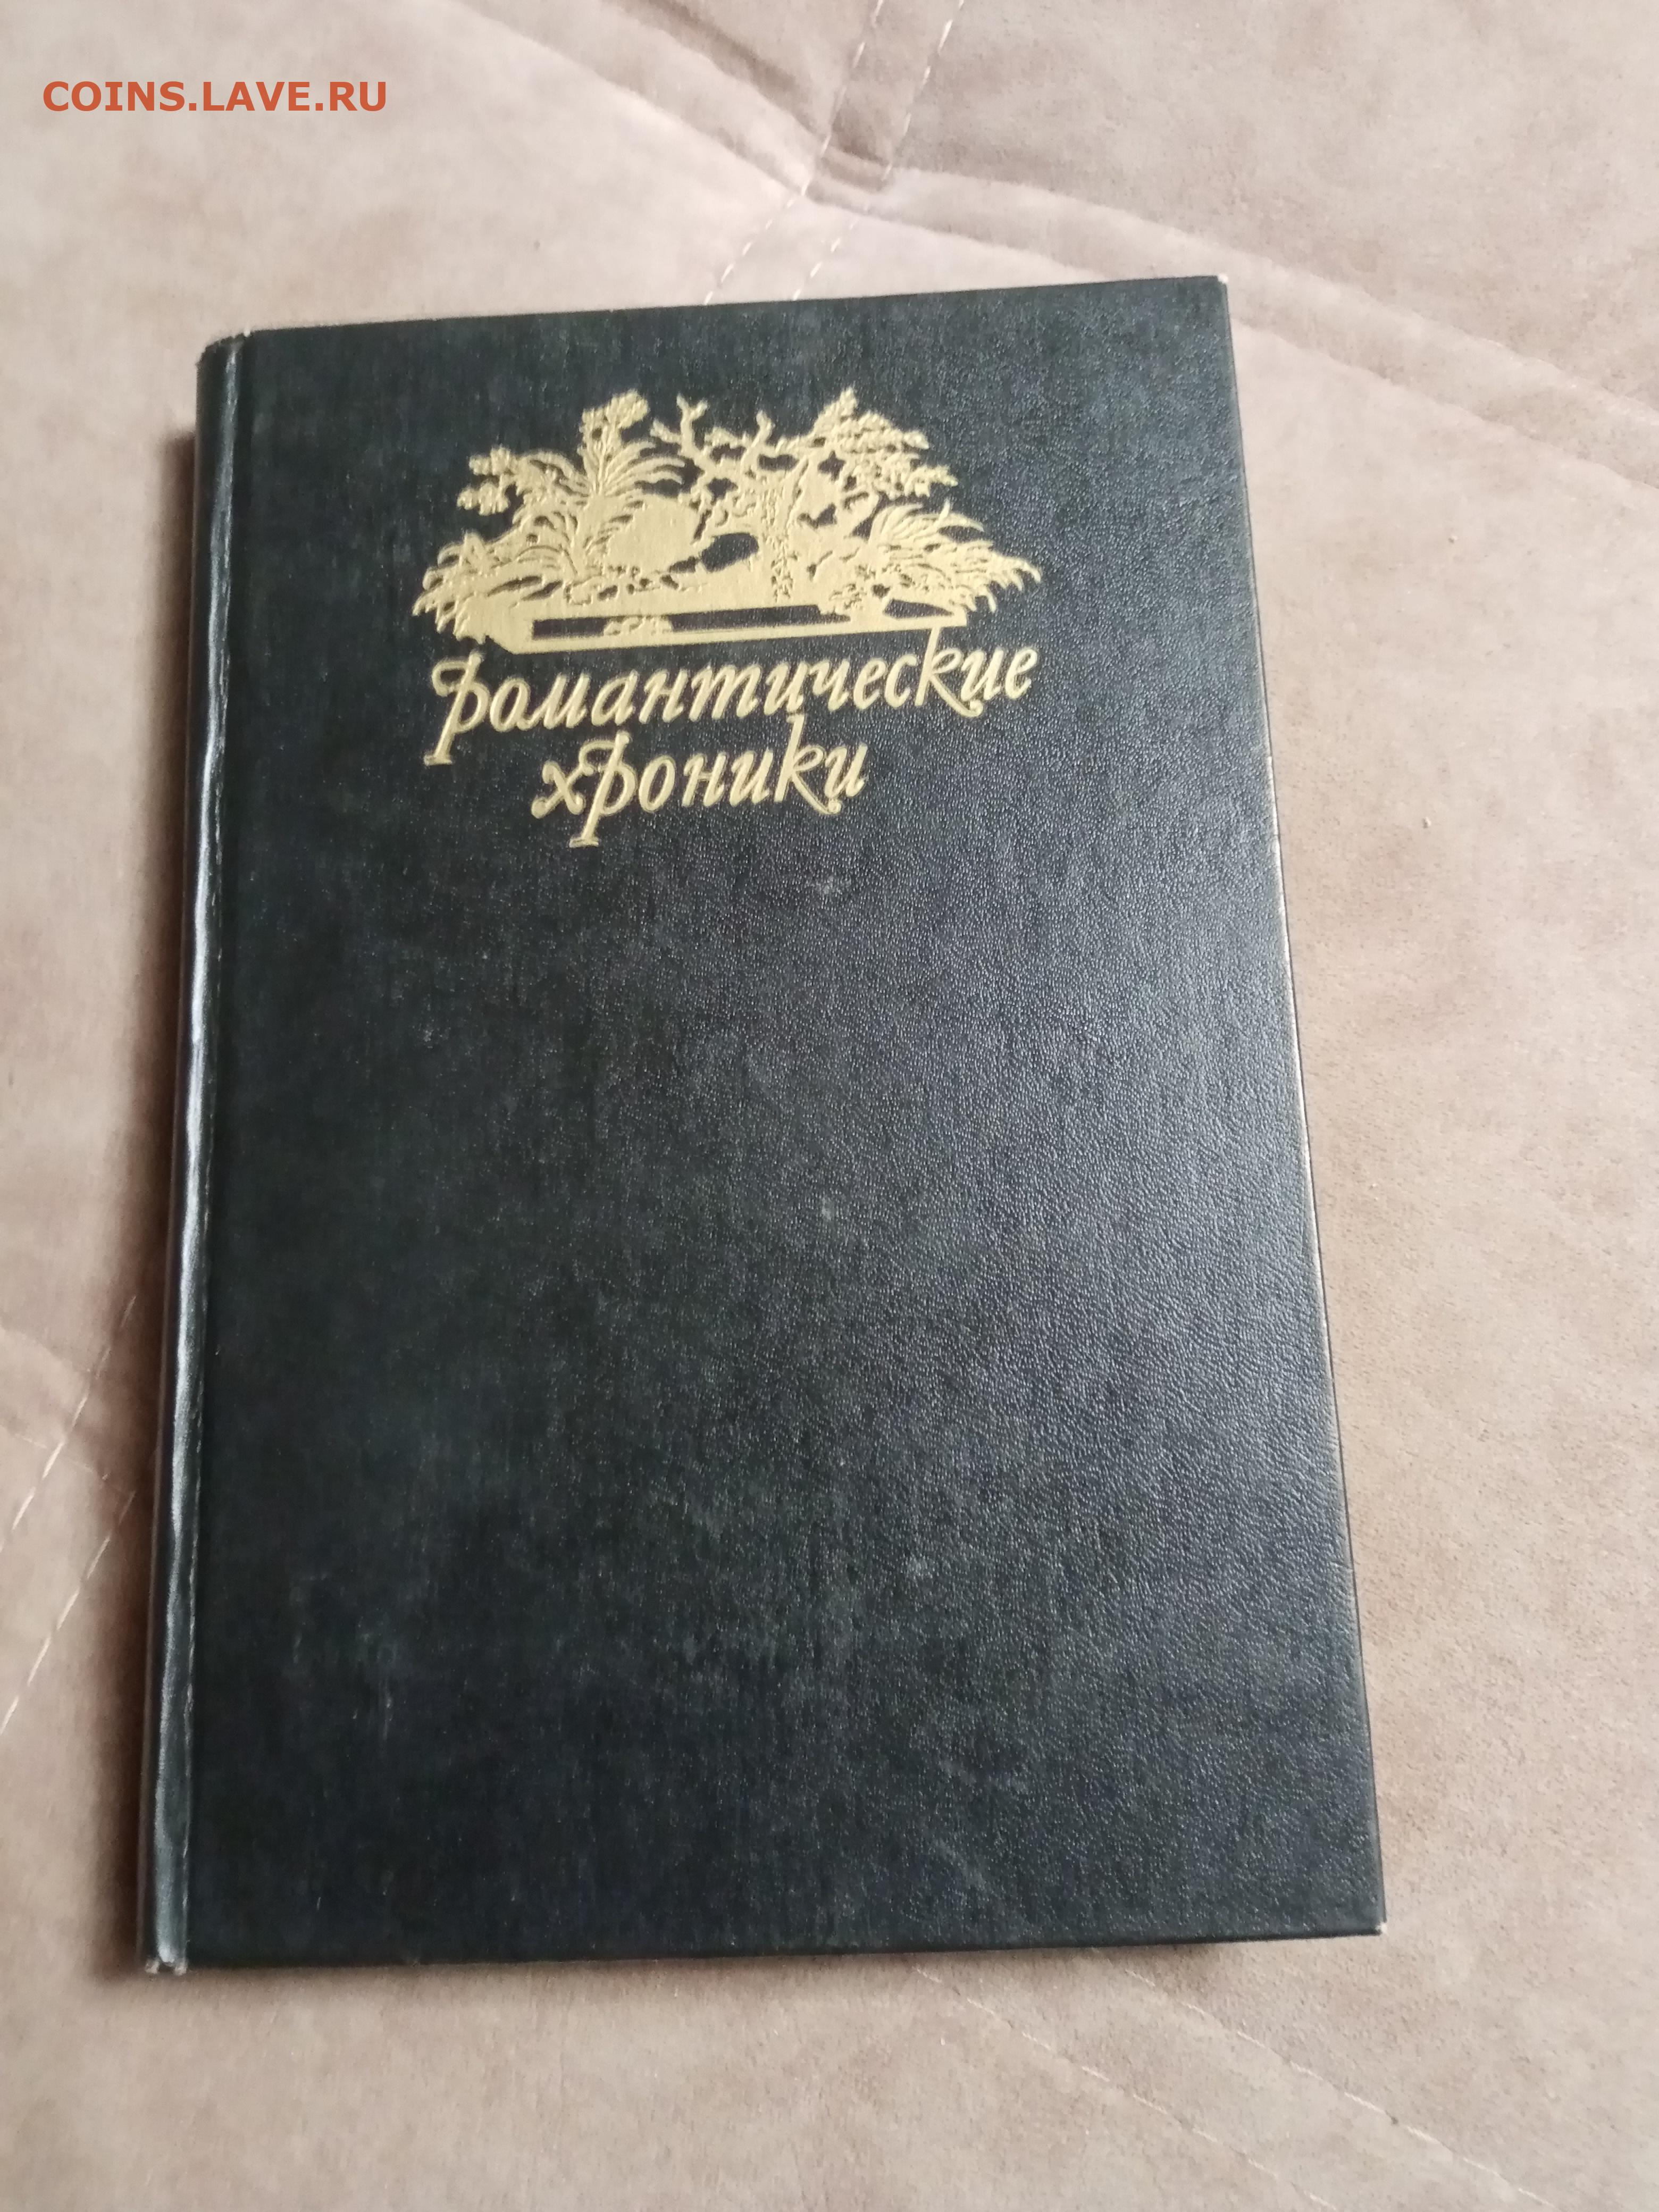 COINS.LAVE.RU
романтические
хроники